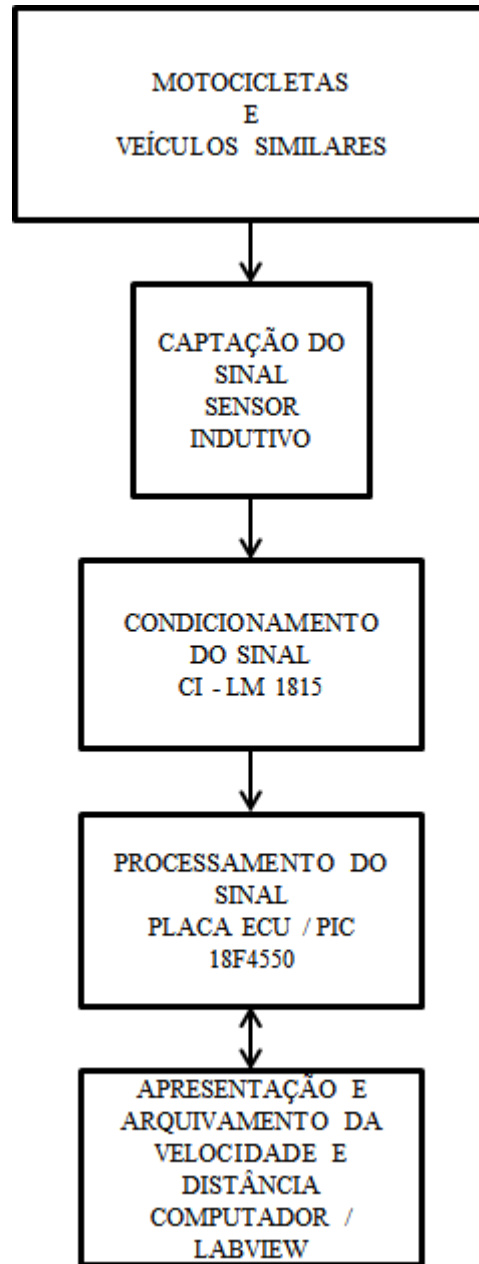 MOTOCICLETAS
E
VEÍCULOS SIMILARES
CAPTAÇÃO DO
SINAL
SENSOR
INDUTIVO
CONDICIONAMENTO
DO SINAL
CI - LM 1815
PROCESSAMENTO DO
SINAL
PLACA ECU / PIC
18F4550
APRESENTAÇÃO E
ARQUIVAMENTO DA
VELOCIDADE E
DISTÂNCIA
COMPUTADOR /
LABVIEW